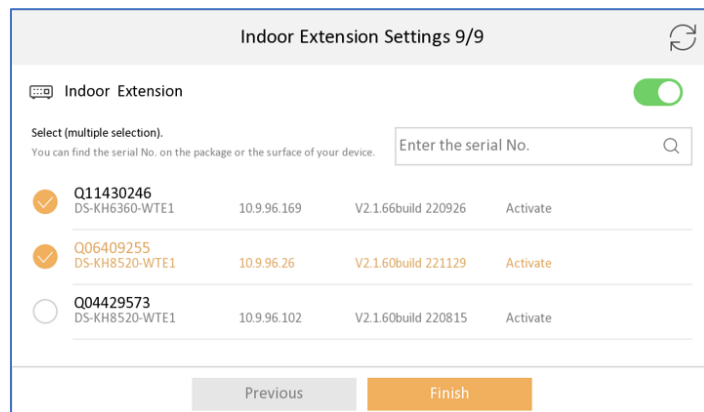 Indoor Extension Settings 9/9
Indoor Extension
Select (multiple selection).
You can find the serial No. on the package or the surface of your device.
Enter the serial No.
Q11430246
DS-KH6360-WTE1 10.9.96.169 V2.1.66build 220926 Activate
Q06409255
DS-KH8520-WTE1 10.9.96.26 V2.1.60build 221129 Activate
Q04429573
DS-KH8520-WTE1 10.9.96.102 V2.1.60build 220815 Activate
Previous Finish